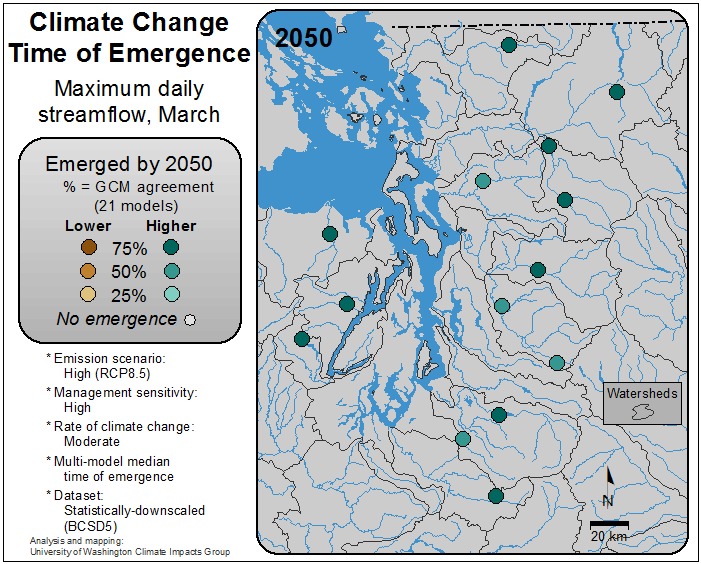 Climate Change
Time of Emergence
Maximum daily
streamflow, March
Emerged by 2050
% = GCM agreement
(21 models)
Lower Higher
75%
50%
25%
No emergence
* Emission scenario:
High (RCP8.5)
* Management sensitivity:
High
* Rate of climate change:
Moderate
* Multi-model median
time of emergence
* Dataset:
Statistically-downscaled
(BCSD5)
Analysis and mapping:
University of Washington Climate Impacts Group
2050
Watersheds
N
20 km